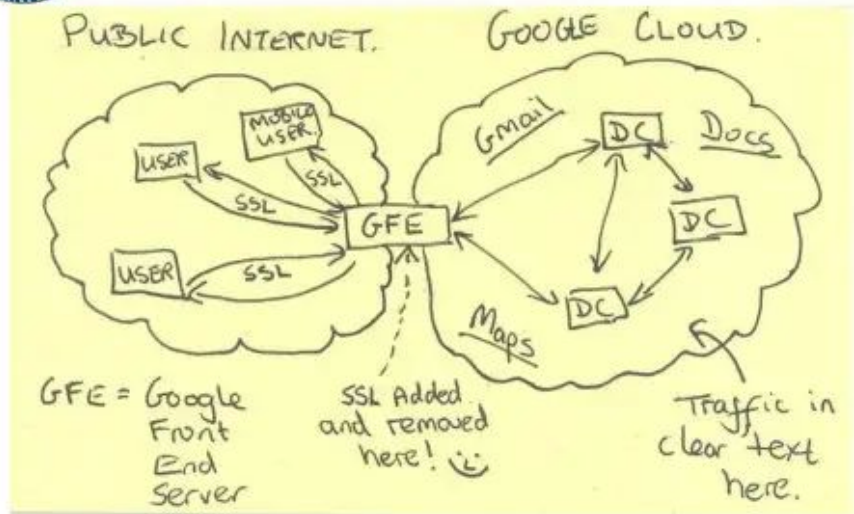 PUBLIC INTERNET.
GOOGLE CLOUD.
MOBILE
USER.
USER
SSL
SSL
USER
SSL
GFE
Gmail
DC
Docs
DC
DC
Maps
GFE = Google
Front
End
Server
SSL Added
and removed
here!
Traffic in
clear text
here.